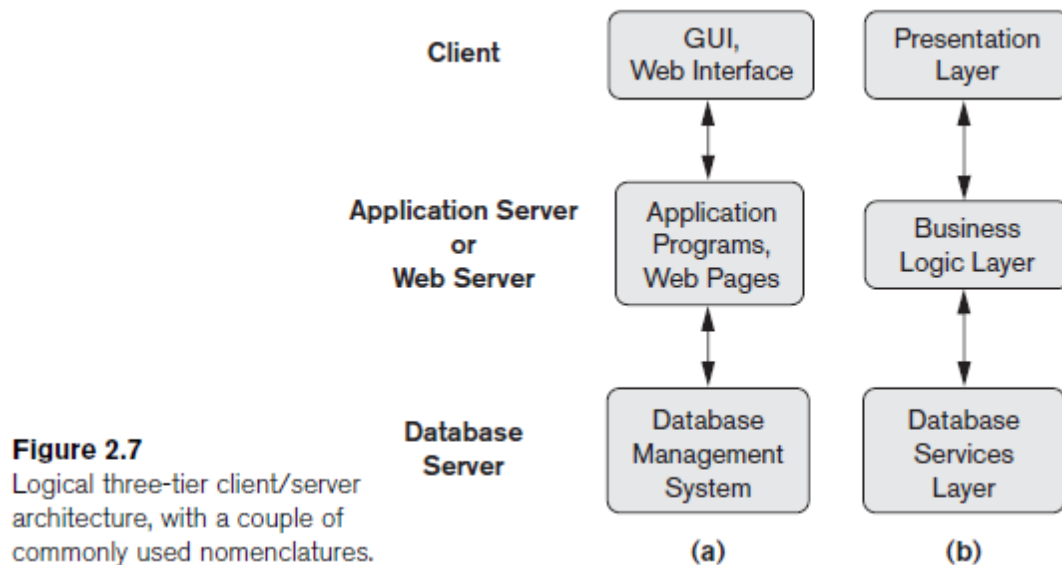 Client
GUI,
Web Interface
Presentation
Layer
Application Server
or
Web Server
Application
Programs,
Web Pages
Business
Logic Layer
Database
Server
Database
Management
System
Database
Services
Layer
Figure 2.7
Logical three-tier client/server
architecture, with a couple of
commonly used nomenclatures.
(a)
(b)